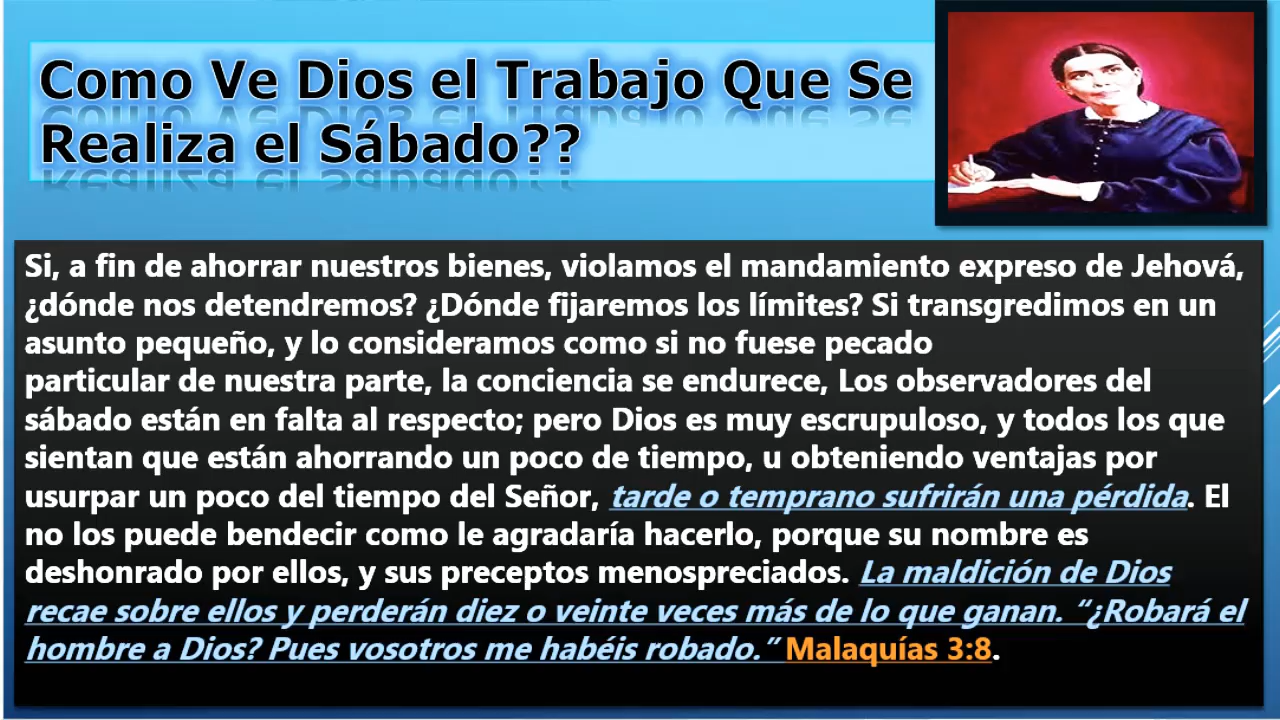 Como Ve Dios el Trabajo Que Se
Realiza el Sábado??
Si, a fin de ahorrar nuestros bienes, violamos el mandamiento expreso de Jehová,
¿dónde nos detendremos? ¿Dónde fijaremos los límites? Si transgredimos en un
asunto pequeño, y lo consideramos como si no fuese pecado
particular de nuestra parte, la conciencia se endurece, Los observadores del
sábado están en falta al respecto; pero Dios es muy escrupuloso, y todos los que
sientan que están ahorrando un poco de tiempo, u obteniendo ventajas por
usurpar un poco del tiempo del Señor, tarde o temprano sufrirán una pérdida. El
no los puede bendecir como le agradaría hacerlo, porque su nombre es
deshonrado por ellos, y sus preceptos menospreciados. La maldición de Dios
recae sobre ellos y perderán diez o veinte veces más de lo que ganan. “¿Robará el
hombre a Dios? Pues vosotros me habéis robado.” Malaquías 3:8.